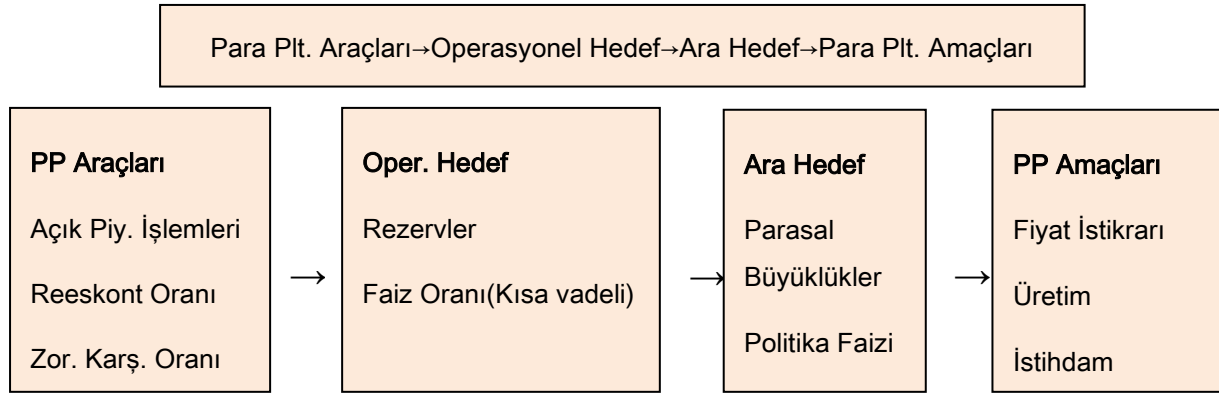 Para Plt. Araçları→Operasyonel Hedef→Ara Hedef→Para Plt. Amaçları
PP Araçları
Açık Piy. İşlemleri
Reeskont Oranı
Zor. Karş. Oranı
→
Oper. Hedef
Rezervler
Faiz Oranı(Kısa vadeli)
→
Ara Hedef
Parasal
Büyüklükler
Politika Faizi
→
PP Amaçları
Fiyat İstikrarı
Üretim
İstihdam